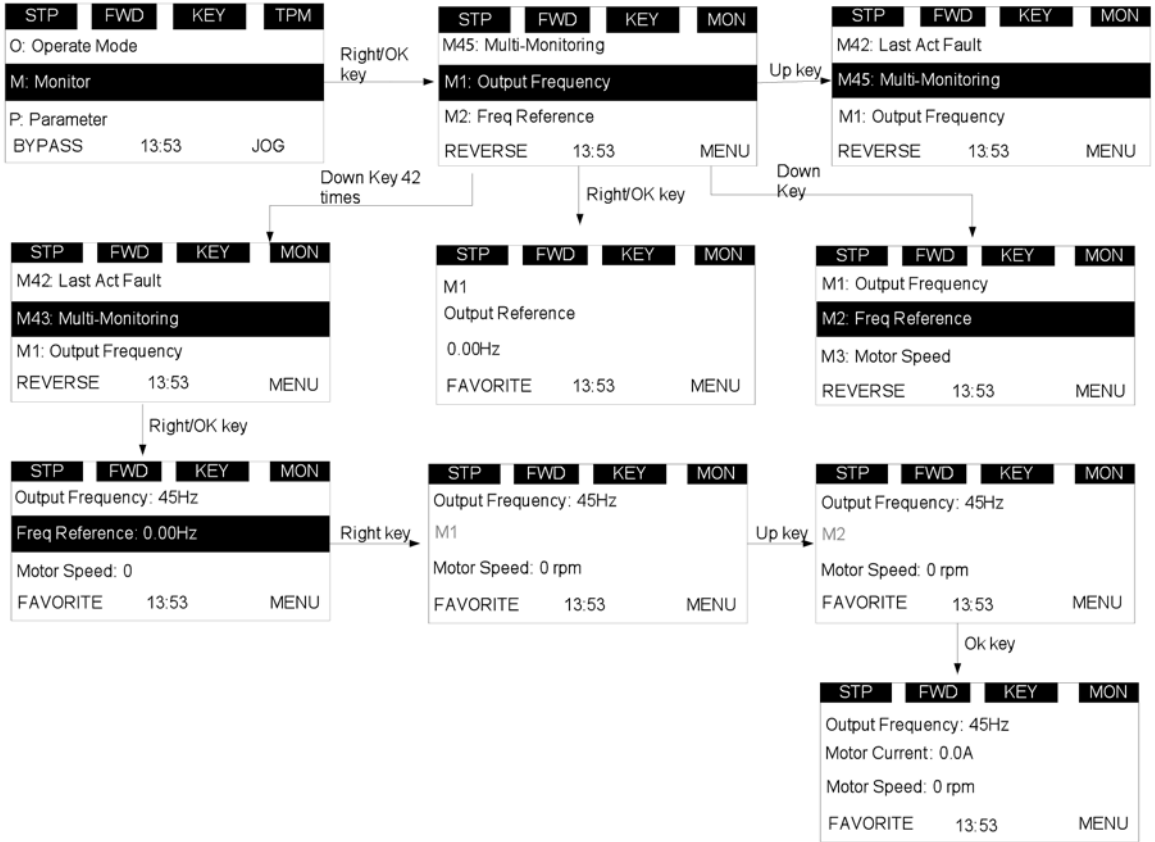 STP FWD KEY TPM
O: Operate Mode
M: Monitor
P: Parameter
BYPASS 13:53 JOG
Right/OK
key
STP FWD KEY MON
M45: Multi-Monitoring
M1: Output Frequency
M2: Freq Reference
REVERSE 13:53 MENU
Up key
STP FWD KEY MON
M42: Last Act Fault
M45: Multi-Monitoring
M1: Output Frequency
REVERSE 13:53 MENU
Down Key 42
times
Right/OK key
Down
Key
STP FWD KEY MON
M42: Last Act Fault
M43: Multi-Monitoring
M1: Output Frequency
REVERSE 13:53 MENU
STP FWD KEY MON
M1
Output Reference
0.00Hz
FAVORITE 13:53 MENU
STP FWD KEY MON
M1: Output Frequency
M2: Freq Reference
M3: Motor Speed
REVERSE 13:53 MENU
Right/OK key
STP FWD KEY MON
Output Frequency: 45Hz
Freq Reference: 0.00Hz
Motor Speed: 0
FAVORITE 13:53 MENU
Right key
STP FWD KEY MON
Output Frequency: 45Hz
M1
Motor Speed: 0 rpm
FAVORITE 13:53 MENU
Up key
STP FWD KEY MON
Output Frequency: 45Hz
M2
Motor Speed: 0 rpm
FAVORITE 13:53 MENU
Ok key
STP FWD KEY MON
Output Frequency: 45Hz
Motor Current: 0.0A
Motor Speed: 0 rpm
FAVORITE 13:53 MENU